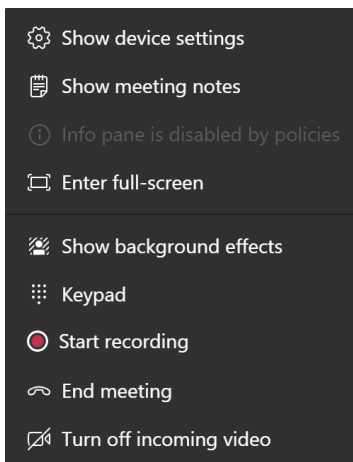 Show device settings
Show meeting notes
Info pane is disabled by policies
Enter full-screen
Show background effects
Keypad
Start recording
End meeting
Turn off incoming video